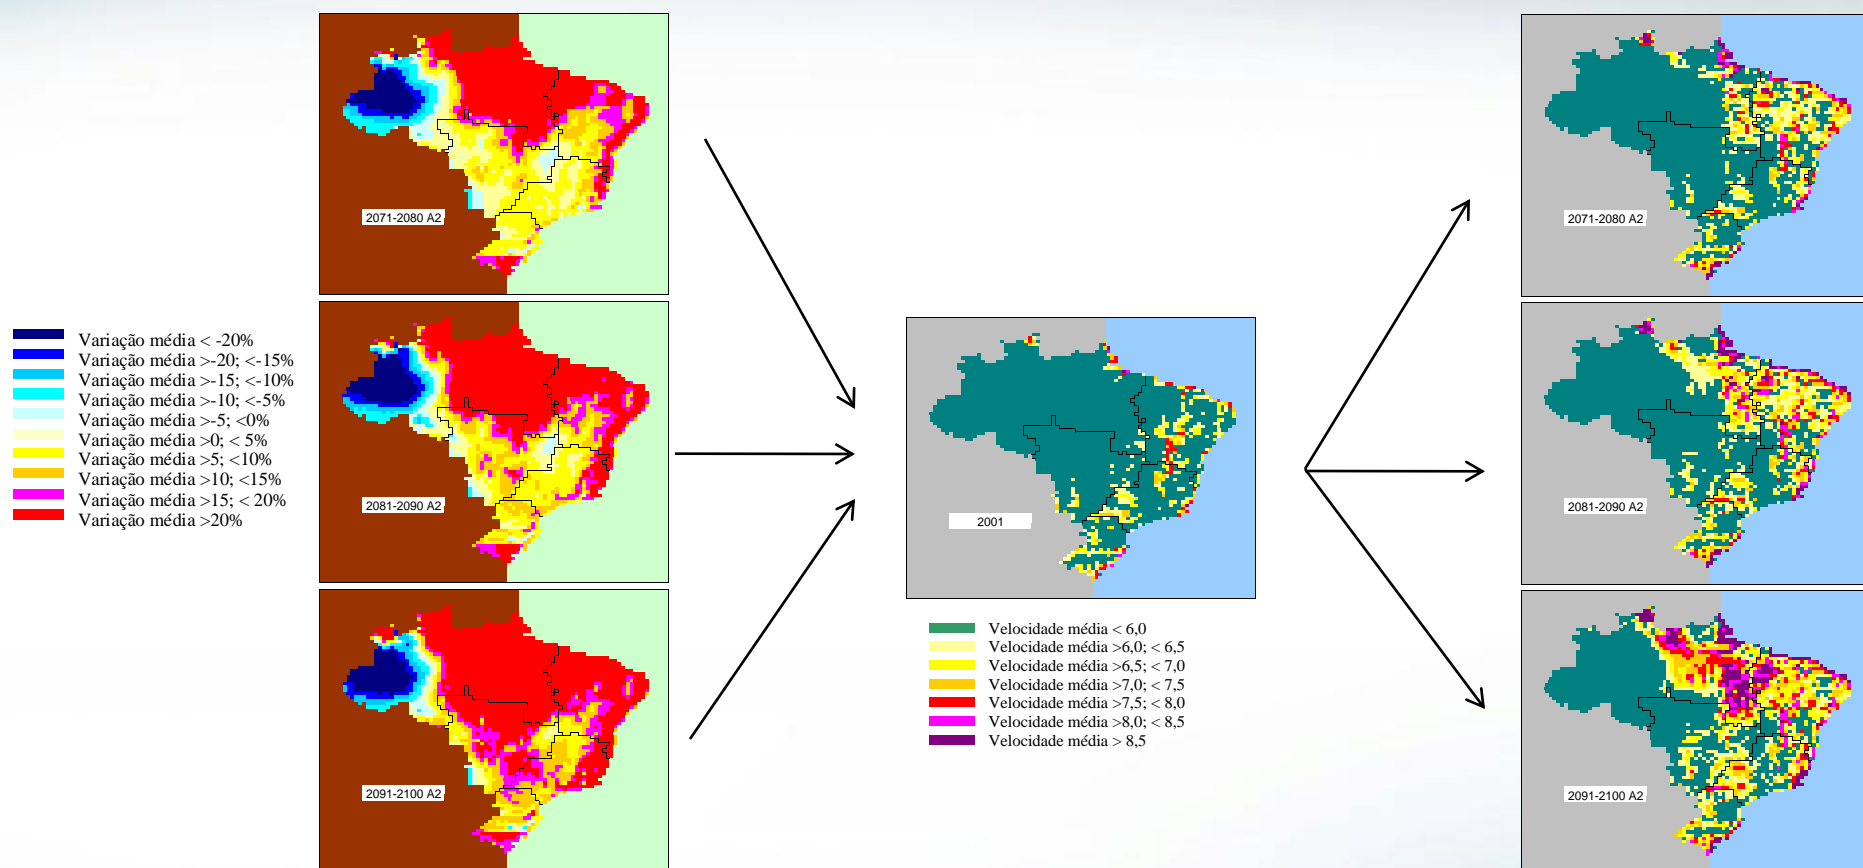 2071-2080 A2
2081-2090 A2
2091-2100 A2
Variação média < -20%
Variação média >-20; <-15%
Variação média >-15; <-10%
Variação média >-10; <-5%
Variação média >-5; <0%
Variação média >0; < 5%
Variação média >5; <10%
Variação média >10; <15%
Variação média >15; < 20%
Variação média >20%
2001
Velocidade média < 6,0
Velocidade média >6,0; < 6,5
Velocidade média >6,5; < 7,0
Velocidade média >7,0; < 7,5
Velocidade média >7,5; < 8,0
Velocidade média >8,0; < 8,5
Velocidade média > 8,5
2071-2080 A2
2081-2090 A2
2091-2100 A2